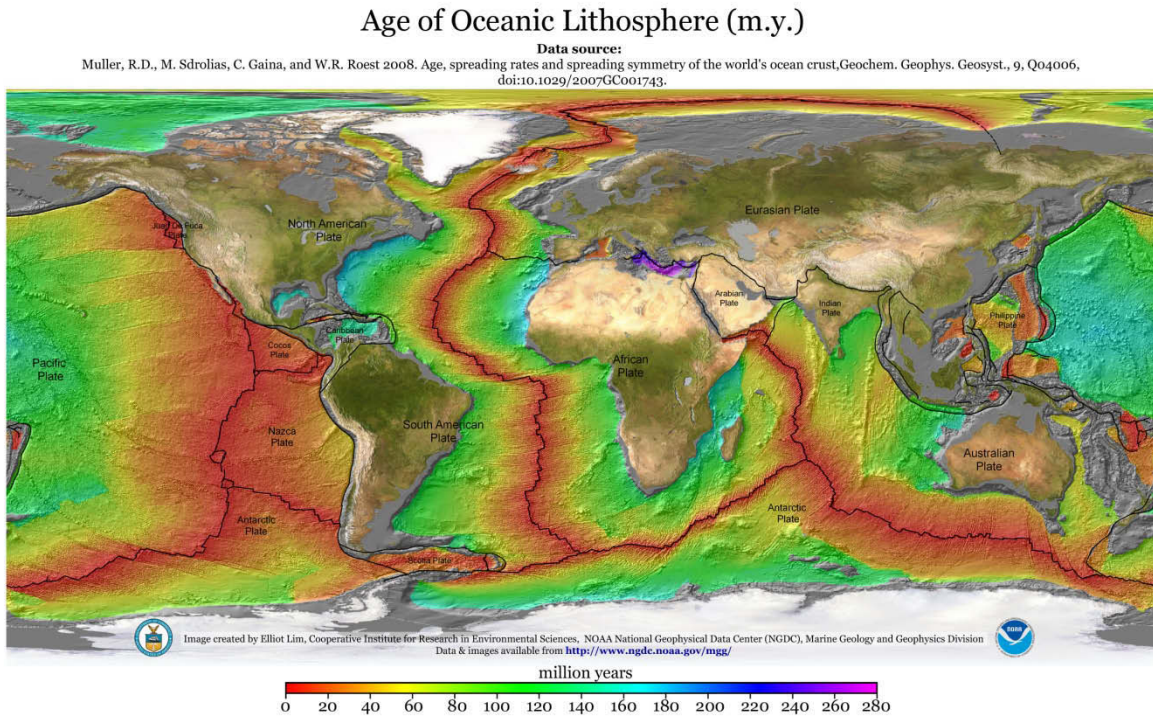 Age of Oceanic Lithosphere (m.y.)
Data source:
Muller, R.D., M. Sdrolias, C. Gaina, and W.R. Roest 2008. Age, spreading rates and spreading symmetry of the world's ocean crust,Geochem. Geophys. Geosyst., 9, Q04006,
doi:10.1029/2007GC001743.
Juan De Fuca
Plate
North American
Plate
Eurasian Plate
Arabian
Plate
Indian
Plate
Philippine
Plate
Caribbean
Plate
Cocos
Plate
Pacific
Plate
African
Plate
Nazca
Plate
South American
Plate
Australian
Plate
Antarctic
Plate
Antarctic
Plate
Scotia Plate
Image created by Elliot Lim, Cooperative Institute for Research in Environmental Sciences, NOAA National Geophysical Data Center (NGDC), Marine Geology and Geophysics Division
Data & images available from http://www.ngdc.noaa.gov/mgg/
noaa
million years
0 20 40 60 80 100 120 140 160 180 200 220 240 260 280